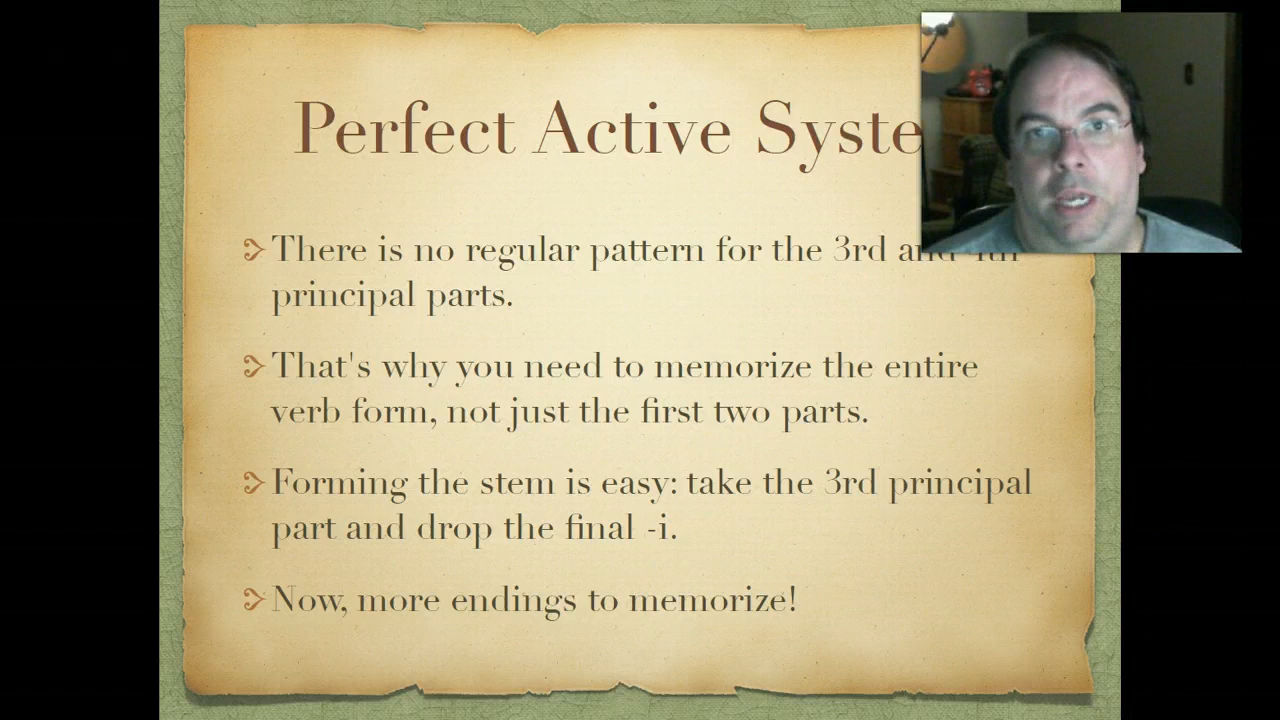 Perfect Active Syste
There is no regular pattern for the 3rd and 4th
principal parts.
That's why you need to memorize the entire
verb form, not just the first two parts.
Forming the stem is easy: take the 3rd principal
part and drop the final -i.
Now, more endings to memorize!